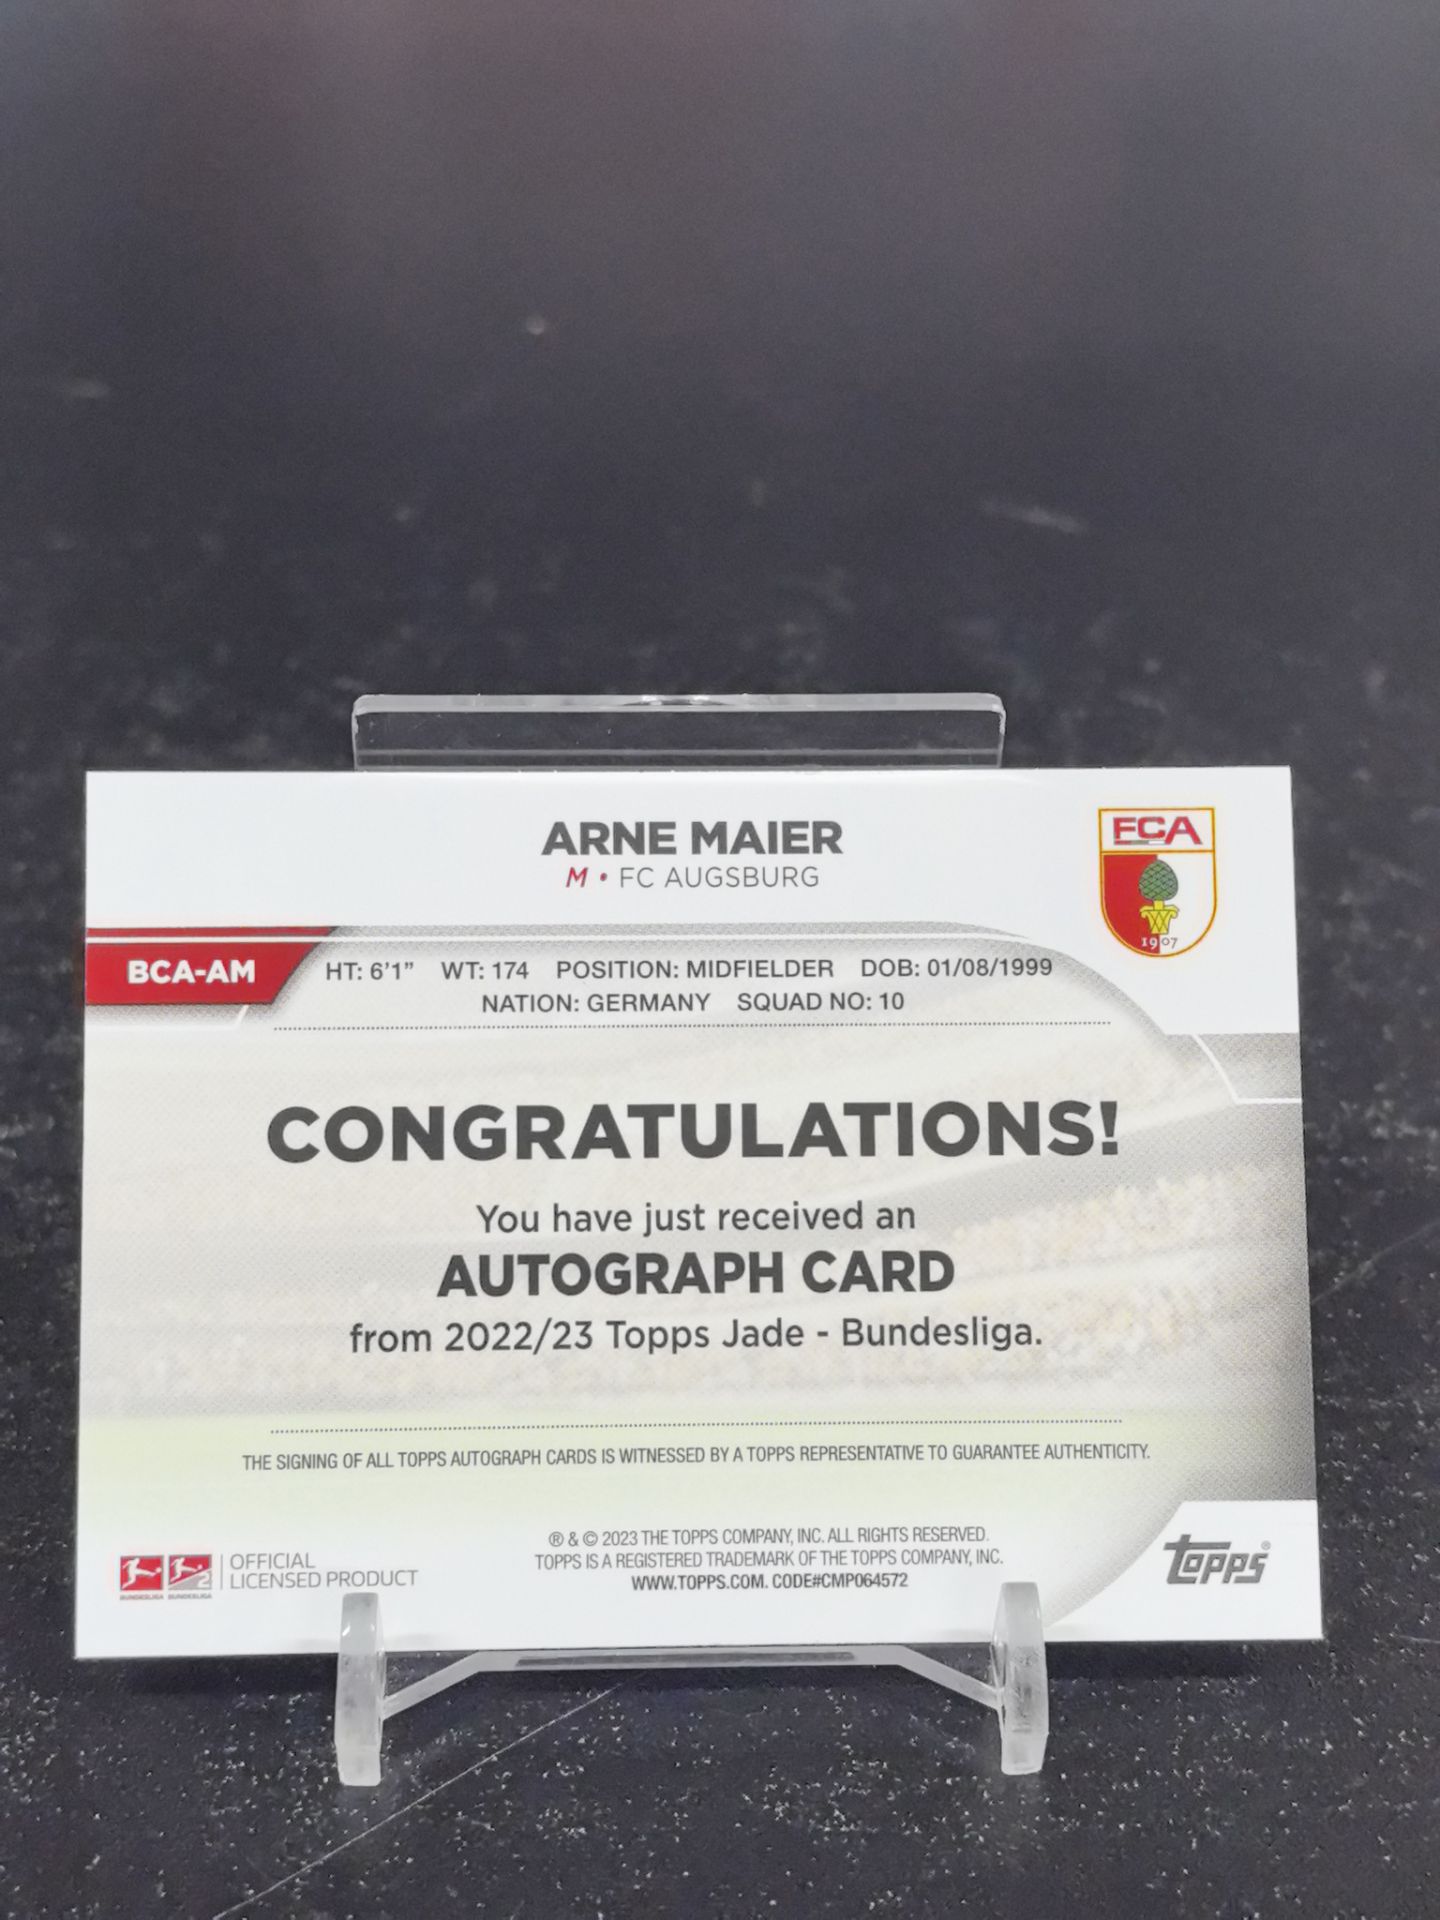 ARNE MAIER
M • FC AUGSBURG
FCA
1907
BCA-AM
HT: 6'1" WT: 174 POSITION: MIDFIELDER DOB: 01/08/1999
NATION: GERMANY SQUAD NO: 10
CONGRATULATIONS!
You have just received an
AUTOGRAPH CARD
from 2022/23 Topps Jade - Bundesliga.
THE SIGNING OF ALL TOPPS AUTOGRAPH CARDS IS WITNESSED BY A TOPPS REPRESENTATIVE TO GUARANTEE AUTHENTICITY.
BUNDESLIGA BUNDESLIGA
2
OFFICIAL
LICENSED PRODUCT
® & © 2023 THE TOPPS COMPANY, INC. ALL RIGHTS RESERVED.
TOPPS IS A REGISTERED TRADEMARK OF THE TOPPS COMPANY, INC.
WWW.TOPPS.COM. CODE#CMP064572
topps®